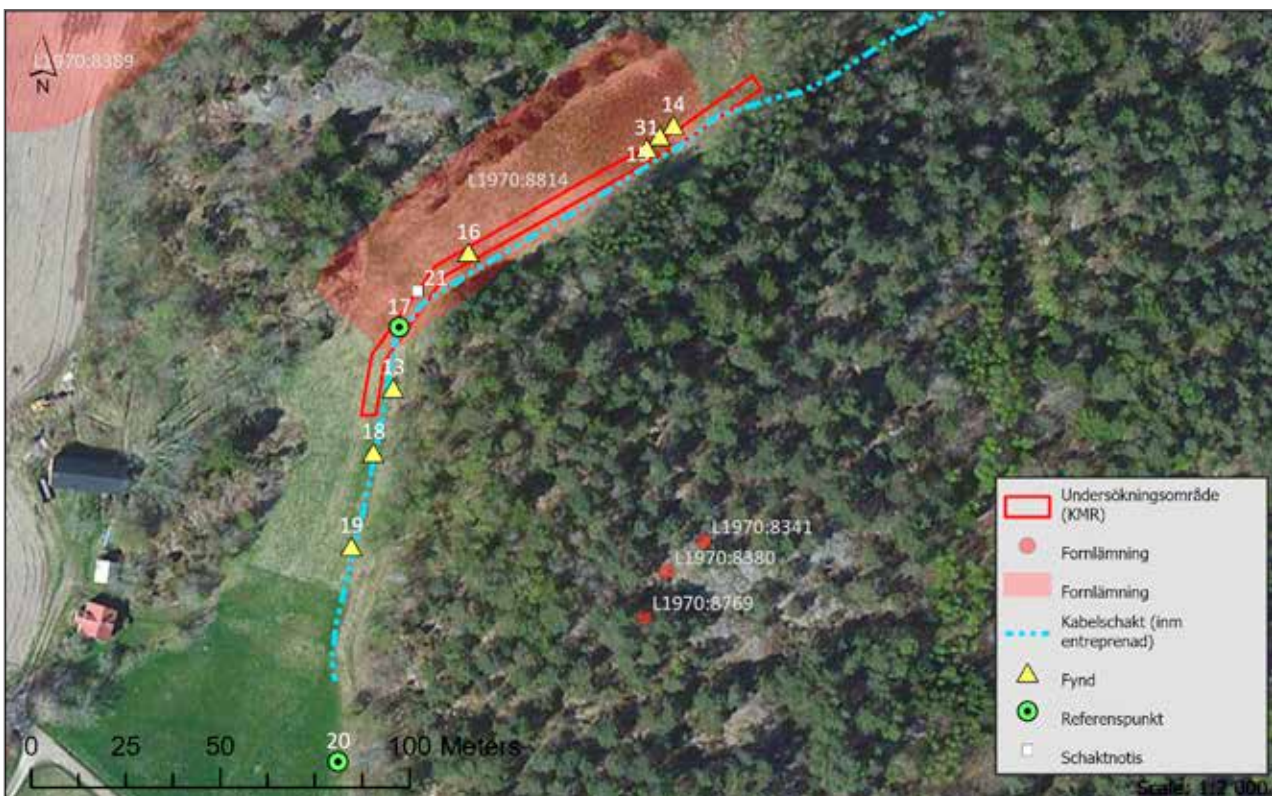 L1970:8389
N
14
31
15
L1970:8814
16
21
17
13
18
19
L1970:8341
L1970:8380
L1970:8769
20
0 25 50 100 Meters
Undersökningsområde
(KMR)
Fornlämning
Fornlämning
Kabelschakt (inm
entreprenad)
Fynd
Referenspunkt
Schaktnotis
Scale: 1:2 000